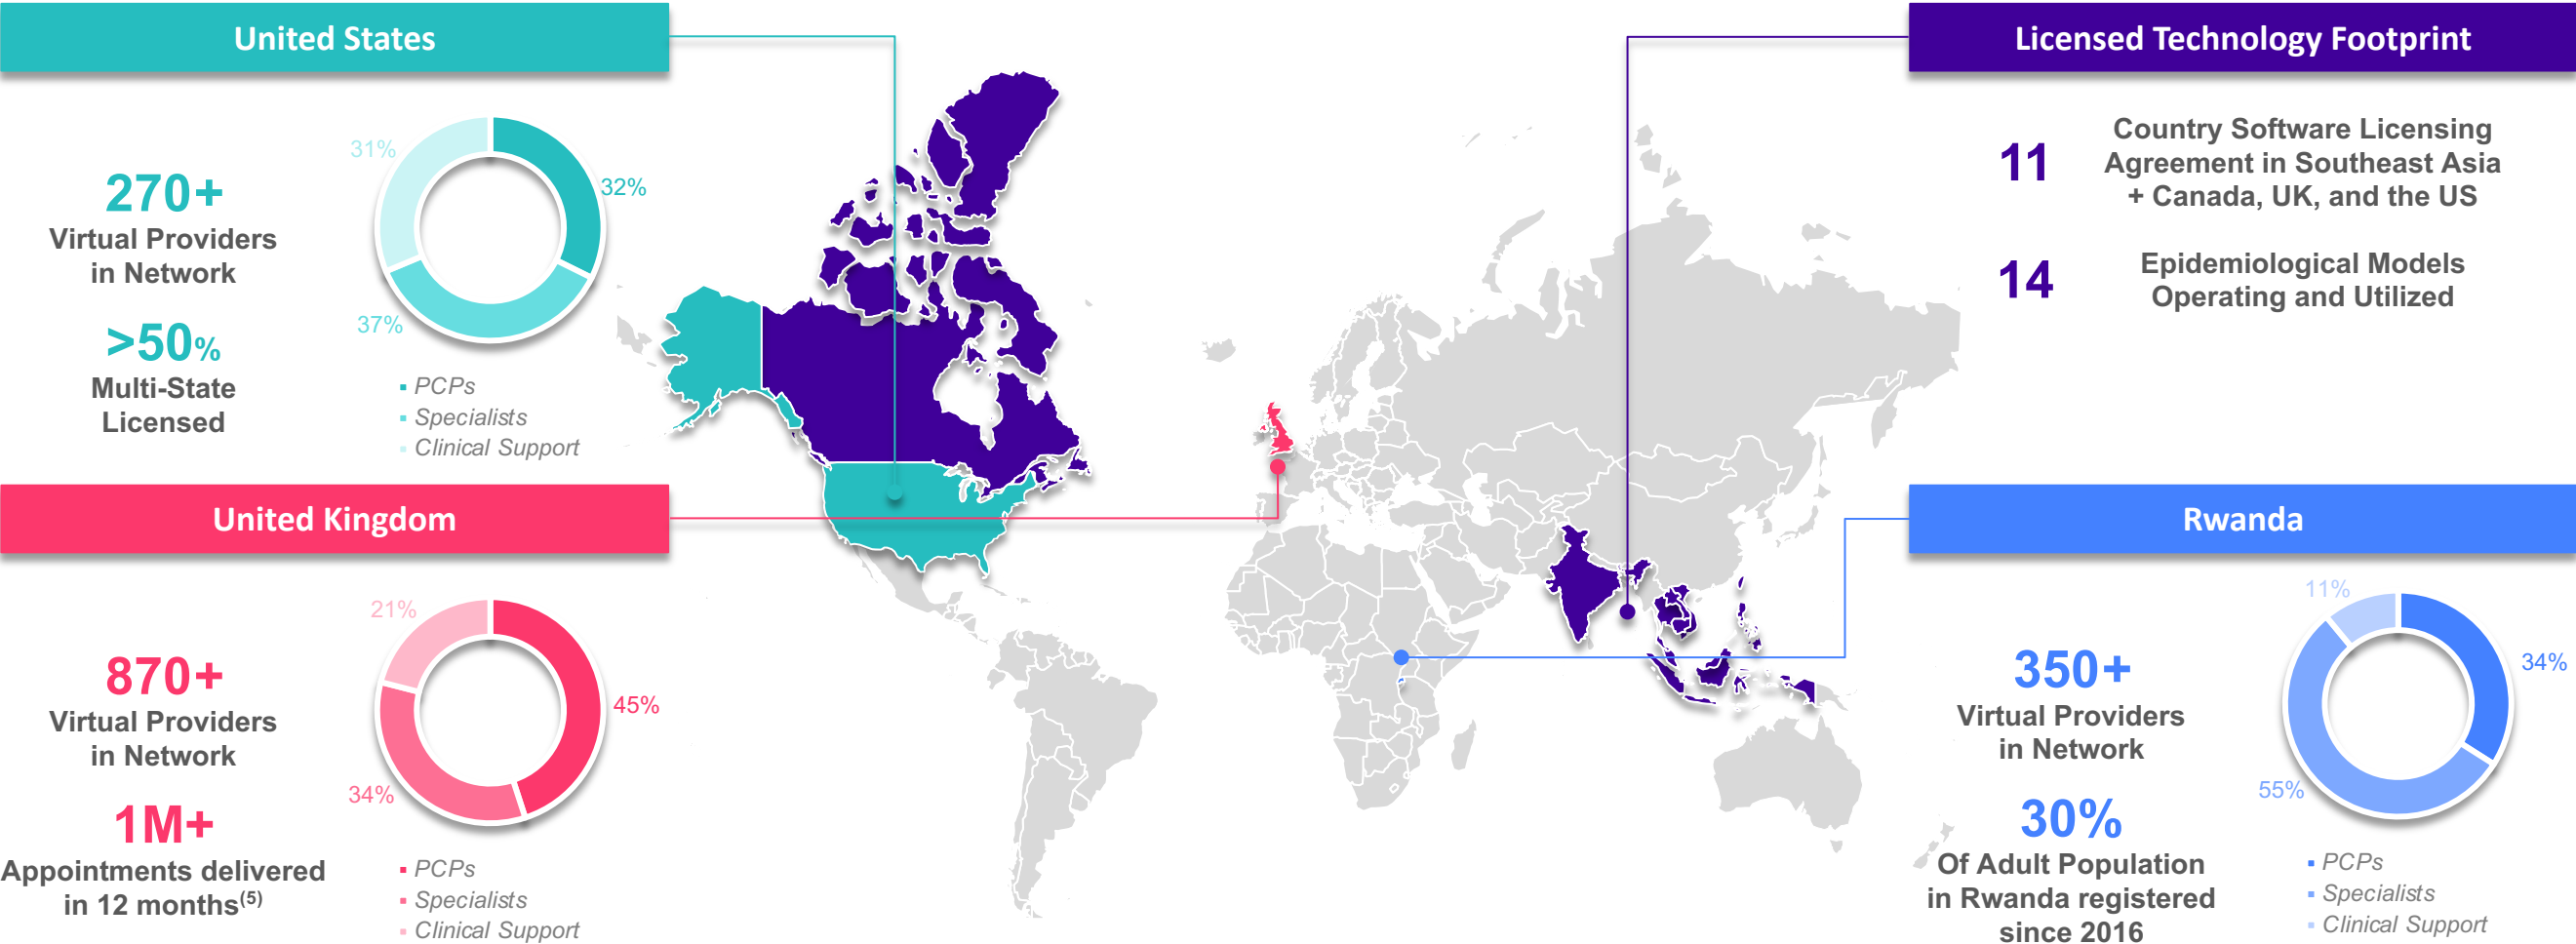 United States
270+
Virtual Providers
in Network
>50%
Multi-State
Licensed
31%
32%
37%
▪ PCPs
▪ Specialists
▪ Clinical Support
United Kingdom
870+
Virtual Providers
in Network
1M+
Appointments delivered
in 12 months(5)
21%
45%
34%
▪ PCPs
▪ Specialists
▪ Clinical Support
Licensed Technology Footprint
11
Country Software Licensing
Agreement in Southeast Asia
+ Canada, UK, and the US
14
Epidemiological Models
Operating and Utilized
Rwanda
350+
Virtual Providers
in Network
30%
Of Adult Population
in Rwanda registered
since 2016
11%
34%
55%
▪ PCPs
▪ Specialists
▪ Clinical Support